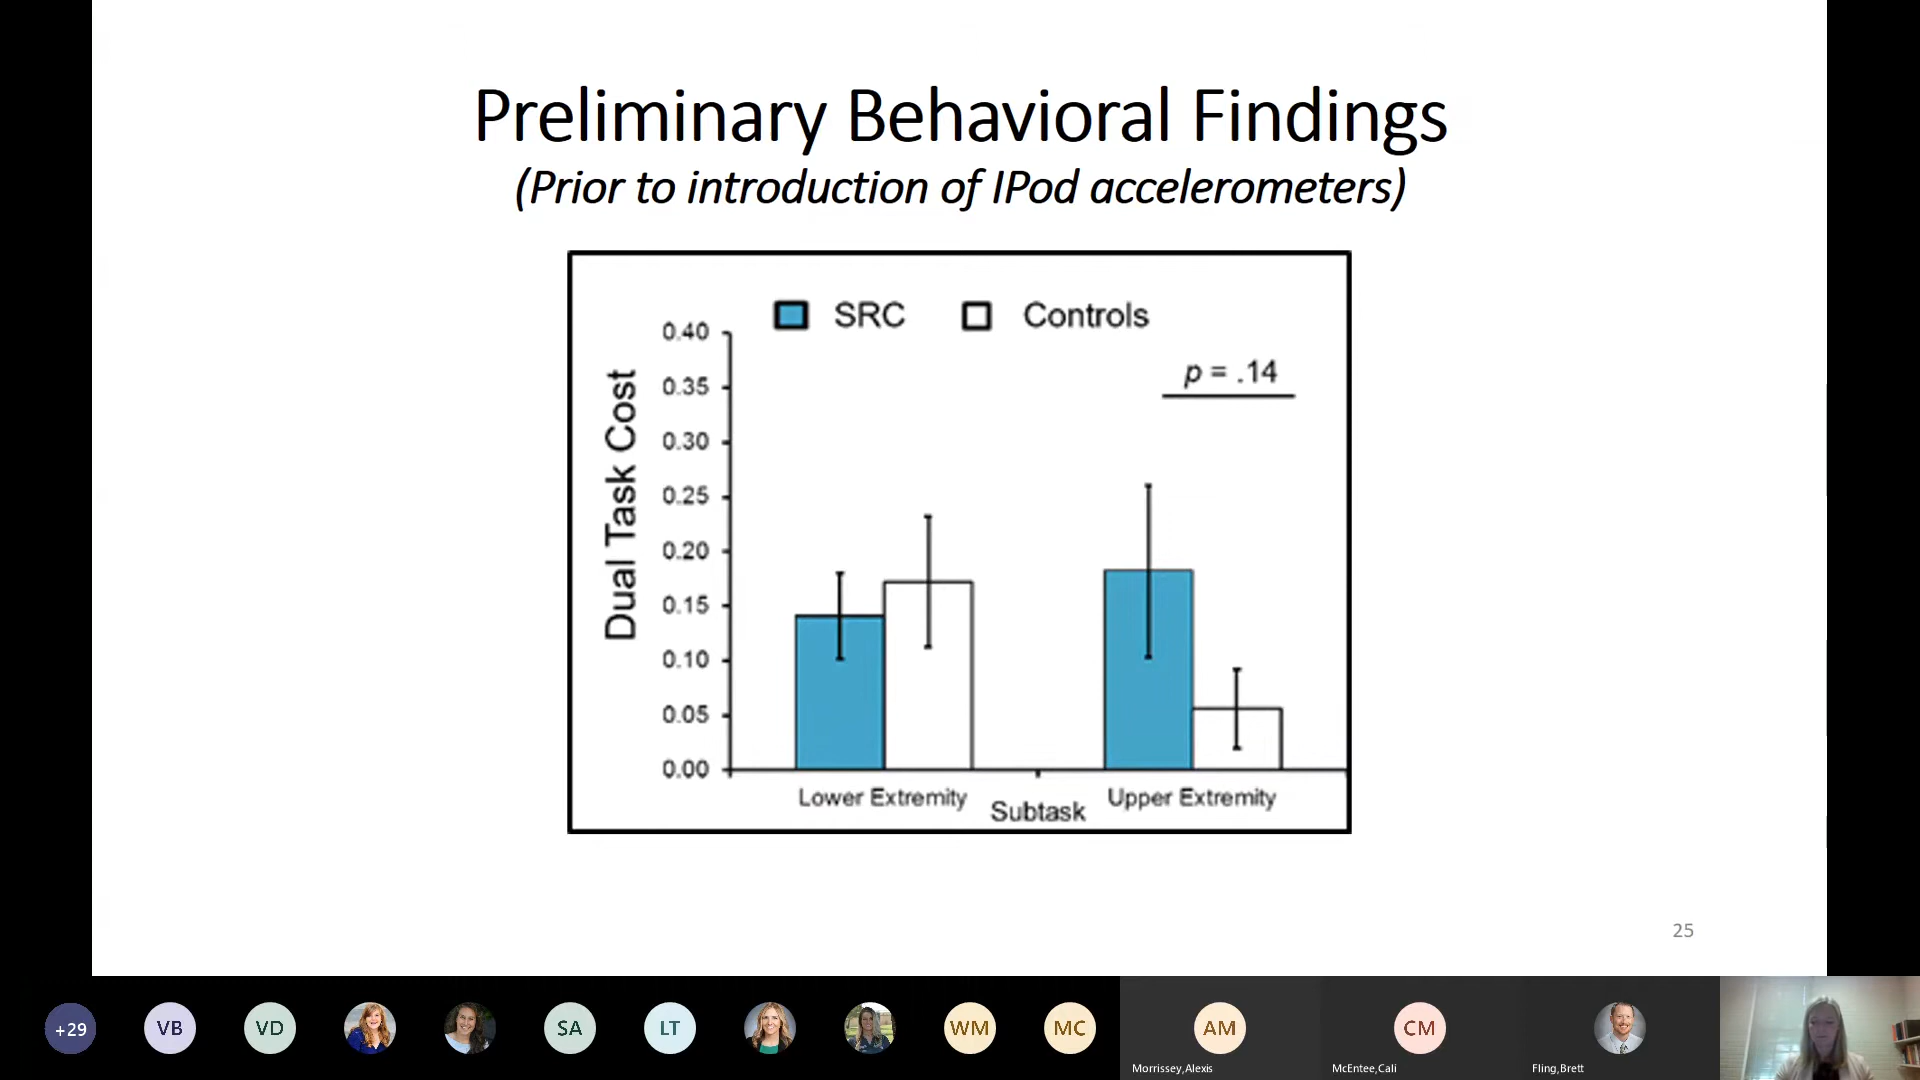 Preliminary Behavioral Findings
(Prior to introduction of IPod accelerometers)
SRC
Controls
p = .14
Dual Task Cost
0.40
0.35
0.30
0.25
0.20
0.15
0.10
0.05
0.00
Lower Extremity
Upper Extremity
Subtask
25
+29
VB
VD
SA
LT
WM
MC
AM
CM
Morrissey,Alexis
McEntee,Cali
Fling,Brett